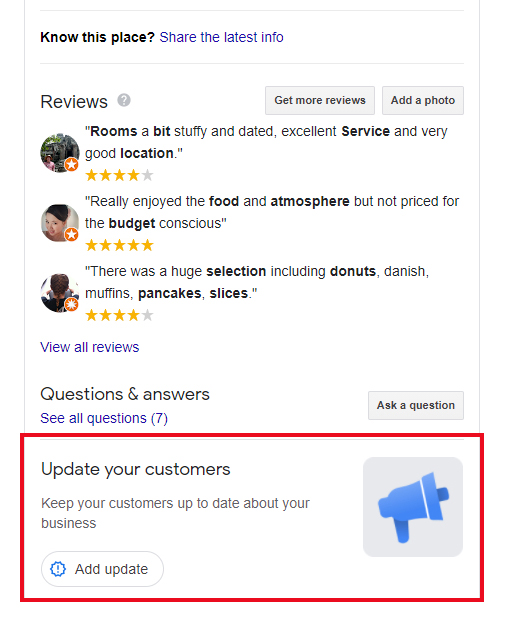 Know this place? Share the latest info
Reviews ?
Get more reviews
Add a photo
"Rooms a bit stuffy and dated, excellent Service and very
good location."
"Really enjoyed the food and atmosphere but not priced for
the budget conscious"
"There was a huge selection including donuts, danish,
muffins, pancakes, slices."
View all reviews
Questions & answers
Ask a question
See all questions (7)
Update your customers
Keep your customers up to date about your
business
Add update